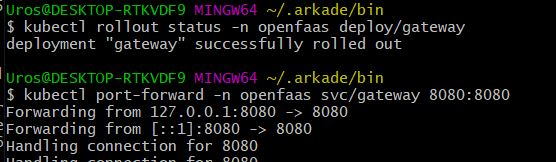 Uros@DESKTOP-RTKVDF9 MINGW64 ~/.arkade/bin
$ kubectl rollout status -n openfaas deploy/gateway
deployment "gateway" successfully rolled out
Uros@DESKTOP-RTKVDF9 MINGW64 ~/.arkade/bin
$ kubectl port-forward -n openfaas svc/gateway 8080:8080
Forwarding from 127.0.0.1:8080 -> 8080
Forwarding from [::1]:8080 -> 8080
Handling connection for 8080
Handling connection for 8080